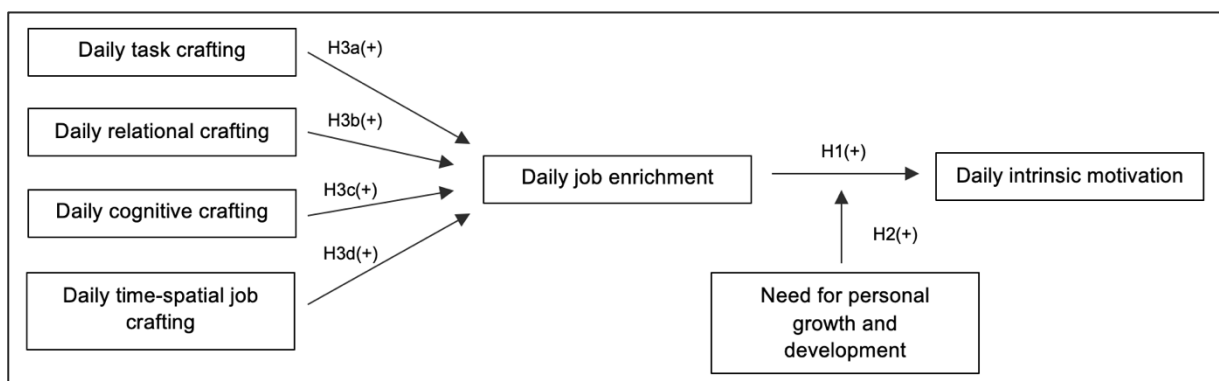 Daily task crafting
H3a(+)
Daily relational crafting
H3b(+)
Daily cognitive crafting
H3c(+)
Daily time-spatial job
crafting
H3d(+)
Daily job enrichment
H1(+)
Daily intrinsic motivation
H2(+)
Need for personal
growth and
development